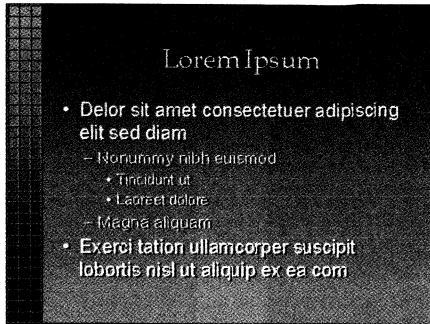 Lorem Ipsum
• Delor sit amet consectetuer adipiscing
elit sed diam
– Nonummy nibh euismod
• Tincidunt ut
• Laoreet dolore
– Magna aliquam
• Exerci tation ullamcorper suscipit
lobortis nisl ut aliquip ex ea com